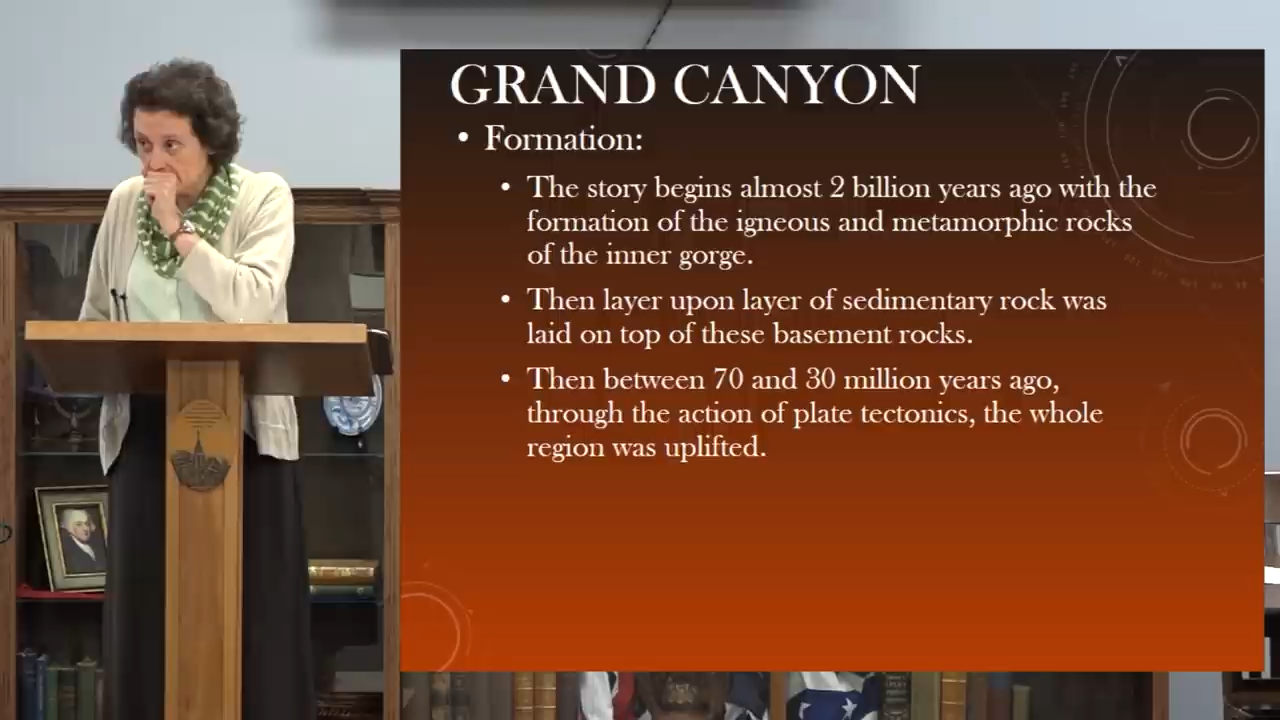 GRAND CANYON
• Formation:
• The story begins almost 2 billion years ago with the
formation of the igneous and metamorphic rocks
of the inner gorge.
• Then layer upon layer of sedimentary rock was
laid on top of these basement rocks.
• Then between 70 and 30 million years ago,
through the action of plate tectonics, the whole
region was uplifted.